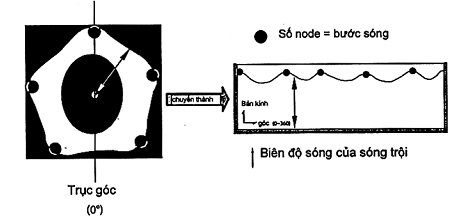 Số node = bước sóng
chuyển thành
Bán kính
góc (0-360)
Biên độ sóng của sóng trội
Trục góc
(0°)